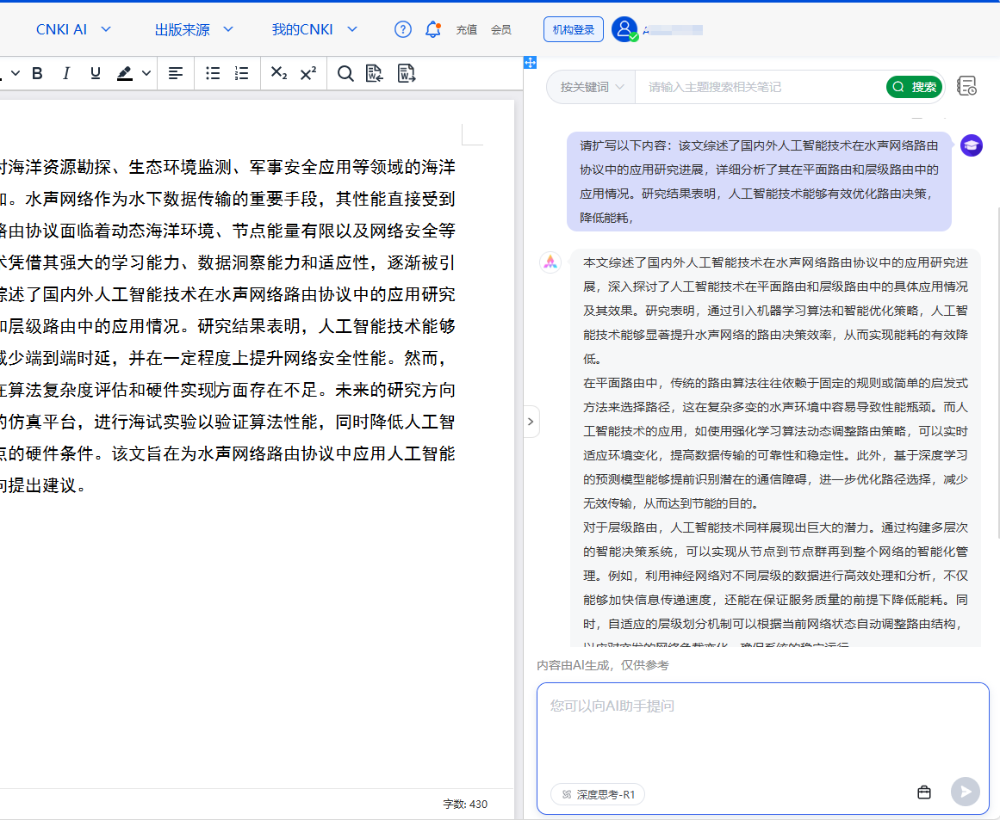 CNKI AI 出版来源 我的CNKI ? 充值 会员 机构登录
B I U X₂ X² W W
按关键词 请输入主题搜索相关笔记 搜索
请扩写以下内容：该文综述了国内外人工智能技术在水声网络路由
协议中的应用研究进展，详细分析了其在平面路由和层级路由中的
应用情况。研究结果表明，人工智能技术能够有效优化路由决策，
降低能耗，
对海洋资源勘探、生态环境监测、军事安全应用等领域的海洋
加。水声网络作为水下数据传输的重要手段，其性能直接受到
路由协议面临着动态海洋环境、节点能量有限以及网络安全等
术凭借其强大的学习能力、数据洞察能力和适应性，逐渐被引
综述了国内外人工智能技术在水声网络路由协议中的应用研究
和层级路由中的应用情况。研究结果表明，人工智能技术能够
减少端到端时延，并在一定程度上提升网络安全性能。然而，
在算法复杂度评估和硬件实现方面存在不足。未来的研究方向
的仿真平台，进行海试实验以验证算法性能，同时降低人工智
点的硬件条件。该文旨在为水声网络路由协议中应用人工智能
向提出建议。
字数: 430
本文综述了国内外人工智能技术在水声网络路由协议中的应用研究进
展，深入探讨了人工智能技术在平面路由和层级路由中的具体应用情况
及其效果。研究表明，通过引入机器学习算法和智能优化策略，人工智
能技术能够显著提升水声网络的路由决策效率，从而实现能耗的有效降
低。
在平面路由中，传统的路由算法往往依赖于固定的规则或简单的启发式
方法来选择路径，这在复杂多变的水声环境中容易导致性能瓶颈。而人
工智能技术的应用，如使用强化学习算法动态调整路由策略，可以实时
适应环境变化，提高数据传输的可靠性和稳定性。此外，基于深度学习
的预测模型能够提前识别潜在的通信障碍，进一步优化路径选择，减少
无效传输，从而达到节能的目的。
对于层级路由，人工智能技术同样展现出巨大的潜力。通过构建多层次
的智能决策系统，可以实现从节点到节点群再到整个网络的智能化管
理。例如，利用神经网络对不同层级的数据进行高效处理和分析，不仅
能够加快信息传递速度，还能在保证服务质量的前提下降低能耗。同
时，自适应的层级划分机制可以根据当前网络状态自动调整路由结构，
以应对突发的网络负载变化，确保系统的稳定运行。
内容由AI生成，仅供参考
您可以向AI助手提问
深度思考-R1